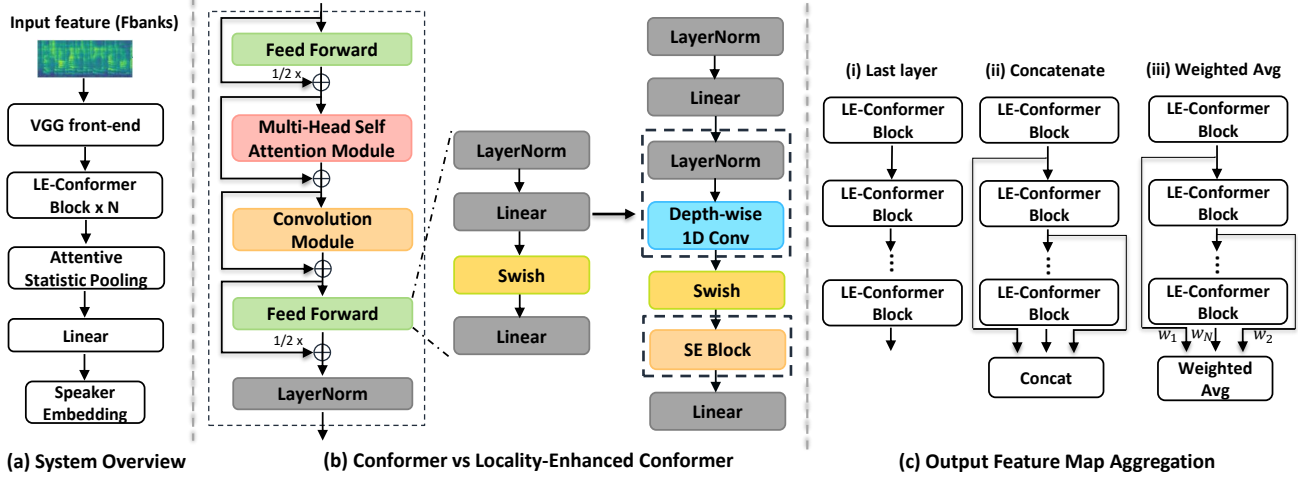 Input feature (Fbanks)
VGG front-end
LE-Conformer
Block x N
Attentive
Statistic Pooling
Linear
Speaker
Embedding
(a) System Overview
Feed Forward
1/2 x
Multi-Head Self
Attention Module
Convolution
Module
Feed Forward
1/2 x
LayerNorm
LayerNorm
Linear
Swish
Linear
LayerNorm
Linear
LayerNorm
Depth-wise
1D Conv
Swish
SE Block
Linear
(b) Conformer vs Locality-Enhanced Conformer
(i) Last layer
LE-Conformer
Block
LE-Conformer
Block
LE-Conformer
Block
(ii) Concatenate
LE-Conformer
Block
LE-Conformer
Block
LE-Conformer
Block
Concat
(iii) Weighted Avg
LE-Conformer
Block
LE-Conformer
Block
LE-Conformer
Block
w₁ w_N w₂
Weighted
Avg
(c) Output Feature Map Aggregation